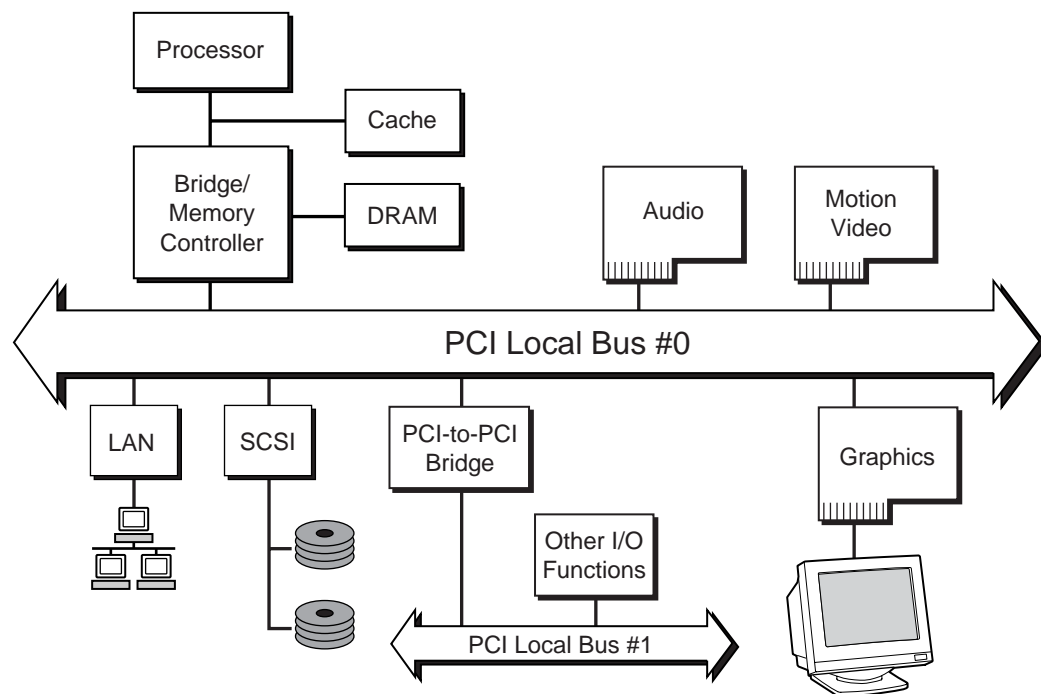 Processor
Cache
Bridge/
Memory
Controller
DRAM
Audio
Motion
Video
PCI Local Bus #0
LAN
SCSI
PCI-to-PCI
Bridge
Graphics
Other I/O
Functions
PCI Local Bus #1